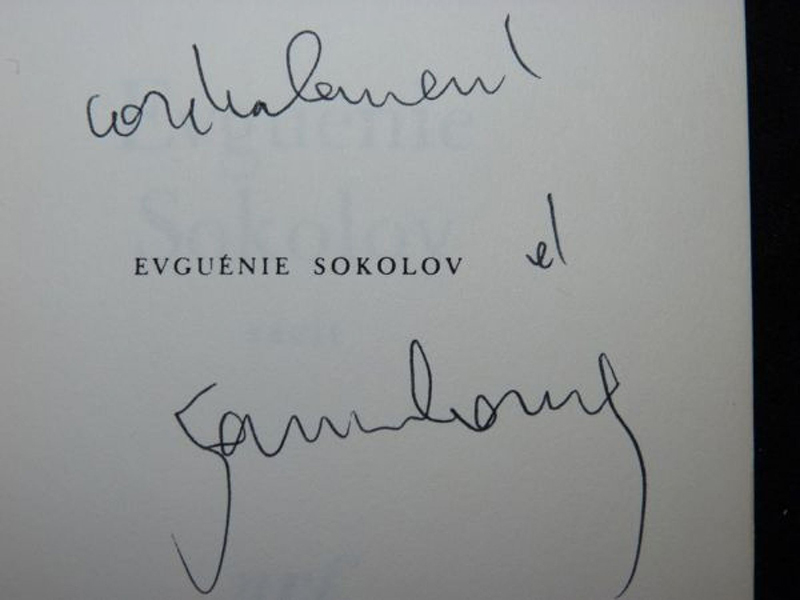 cordialement
EVGUÉNIE SOKOLOV et
Gainsbourg